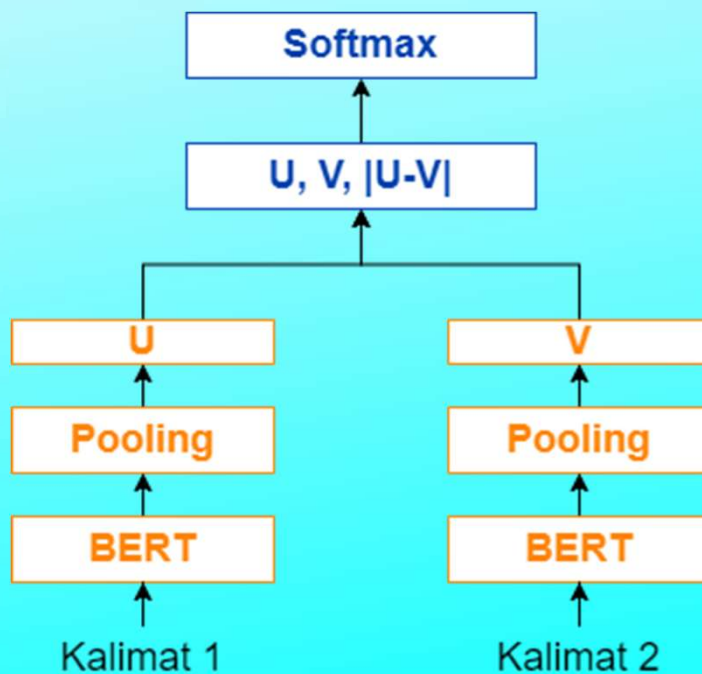 Softmax
U, V, |U-V|
U
V
Pooling
Pooling
BERT
BERT
Kalimat 1
Kalimat 2